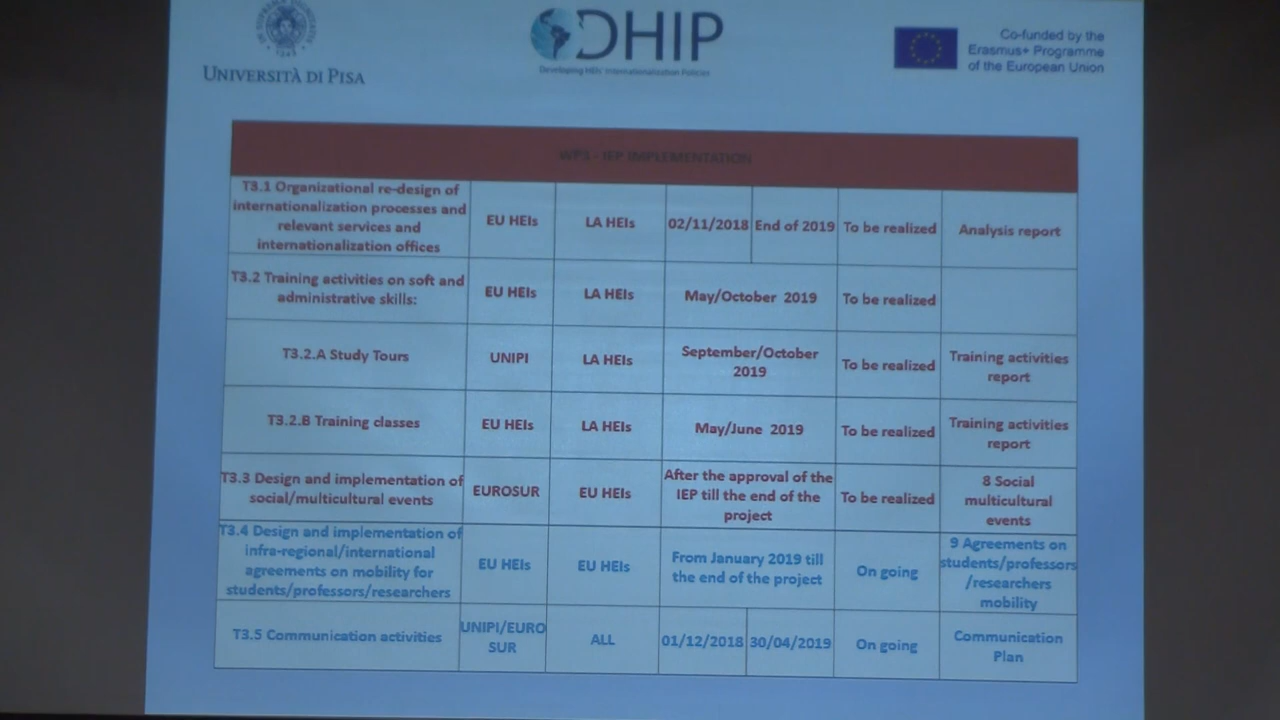 UNIVERSITÀ DI PISA
DHIP
Developing HEIs' Internationalization Policies
Co-funded by the
Erasmus+ Programme
of the European Union
WP3 - IEP IMPLEMENTATION
T3.1 Organizational re-design of
internationalization processes and
relevant services and
internationalization offices
EU HEIs
LA HEIs
02/11/2018
End of 2019
To be realized
Analysis report
T3.2 Training activities on soft and
administrative skills:
EU HEIs
LA HEIs
May/October 2019
To be realized
T3.2.A Study Tours
UNIPI
LA HEIs
September/October
2019
To be realized
Training activities
report
T3.2.B Training classes
EU HEIs
LA HEIs
May/June 2019
To be realized
Training activities
report
T3.3 Design and implementation of
social/multicultural events
EUROSUR
EU HEIs
After the approval of the
IEP till the end of the
project
To be realized
8 Social
multicultural
events
T3.4 Design and implementation of
infra-regional/international
agreements on mobility for
students/professors/researchers
EU HEIs
EU HEIs
From January 2019 till
the end of the project
On going
9 Agreements on
students/professors
/researchers
mobility
T3.5 Communication activities
UNIPI/EURO
SUR
ALL
01/12/2018
30/04/2019
On going
Communication
Plan